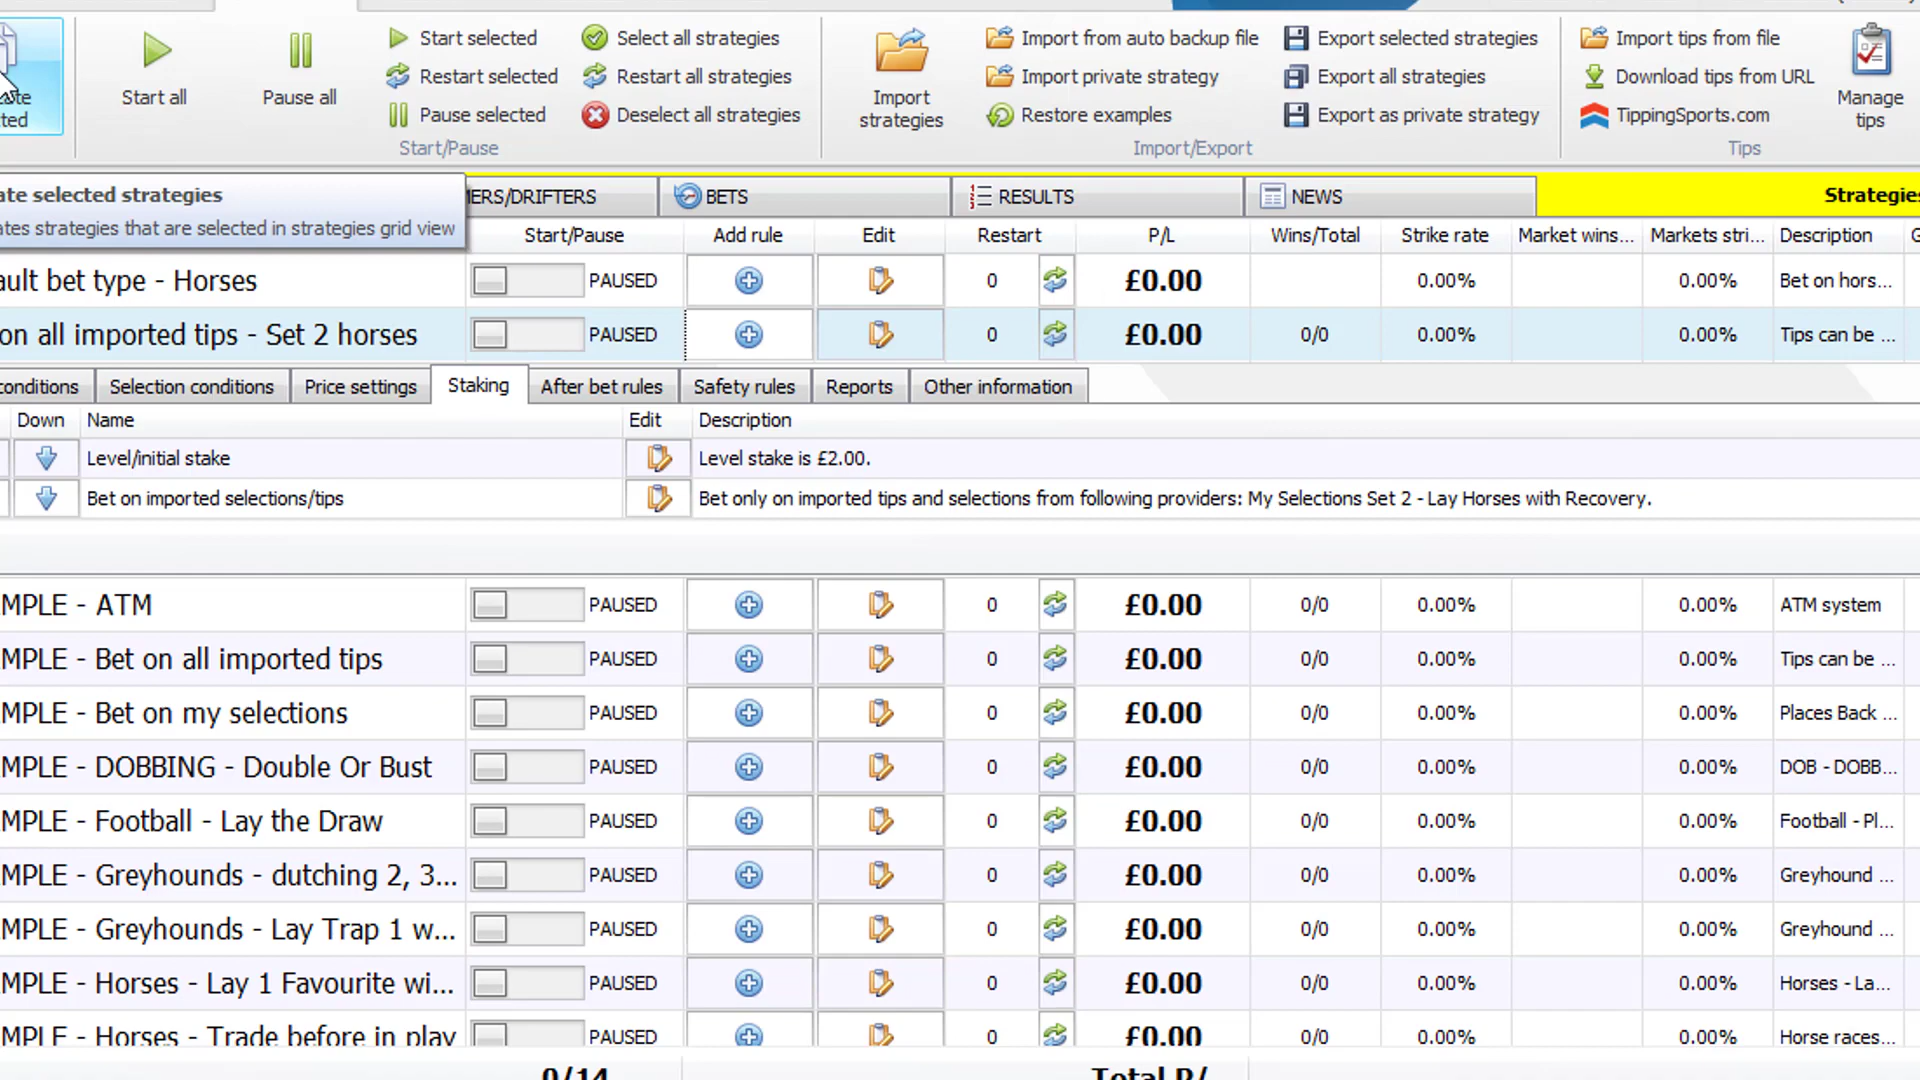 Start all
Pause all
Start selected
Restart selected
Pause selected
Select all strategies
Restart all strategies
Deselect all strategies
Start/Pause
Import
strategies
Import from auto backup file
Import private strategy
Restore examples
Export selected strategies
Export all strategies
Export as private strategy
Import/Export
Import tips from file
Download tips from URL
TippingSports.com
Tips
Manage
tips
ate selected strategies
ates strategies that are selected in strategies grid view
MERS/DRIFTERS
BETS
RESULTS
NEWS
Strategies
Start/Pause Add rule Edit Restart P/L Wins/Total Strike rate Market wins... Markets stri... Description
ault bet type - Horses PAUSED 0 £0.00 0.00% 0.00% Bet on hors...
on all imported tips - Set 2 horses PAUSED 0 £0.00 0/0 0.00% 0.00% Tips can be ...
conditions Selection conditions Price settings Staking After bet rules Safety rules Reports Other information
Down Name Edit Description
Level/initial stake Level stake is £2.00.
Bet on imported selections/tips Bet only on imported tips and selections from following providers: My Selections Set 2 - Lay Horses with Recovery.
MPLE - ATM PAUSED 0 £0.00 0/0 0.00% 0.00% ATM system
MPLE - Bet on all imported tips PAUSED 0 £0.00 0/0 0.00% 0.00% Tips can be ...
MPLE - Bet on my selections PAUSED 0 £0.00 0/0 0.00% 0.00% Places Back ...
MPLE - DOBBING - Double Or Bust PAUSED 0 £0.00 0/0 0.00% 0.00% DOB - DOBB...
MPLE - Football - Lay the Draw PAUSED 0 £0.00 0/0 0.00% 0.00% Football - Pl...
MPLE - Greyhounds - dutching 2, 3... PAUSED 0 £0.00 0/0 0.00% 0.00% Greyhound ...
MPLE - Greyhounds - Lay Trap 1 w... PAUSED 0 £0.00 0/0 0.00% 0.00% Greyhound ...
MPLE - Horses - Lay 1 Favourite wi... PAUSED 0 £0.00 0/0 0.00% 0.00% Horses - La...
MPLE - Horses - Trade before in play PAUSED 0 £0.00 0/0 0.00% 0.00% Horse races...
0/14 Total P/